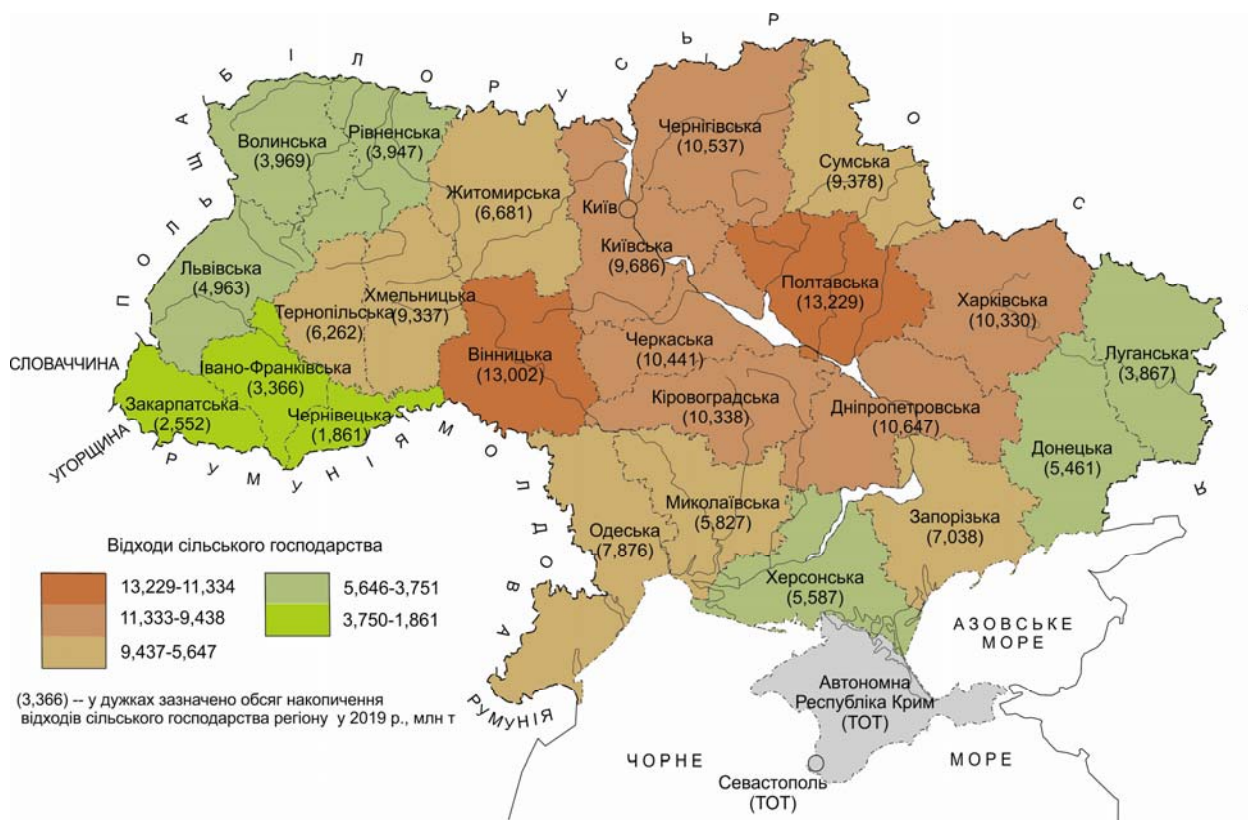 ПОЛЬЩА
БІЛОРУСЬ
РОСІЯ
Волинська
(3,969)
Рівненська
(3,947)
Житомирська
(6,681)
Чернігівська
(10,537)
Сумська
(9,378)
Київ
Київська
(9,686)
Львівська
(4,963)
Тернопільська
(6,262)
Хмельницька
(9,337)
Вінницька
(13,002)
Черкаська
(10,441)
Полтавська
(13,229)
Харківська
(10,330)
Луганська
(3,867)
СЛОВАЧЧИНА
УГОРЩИНА
Закарпатська
(2,552)
Івано-Франківська
(3,366)
Чернівецька
(1,861)
РУМУНІЯ
МОЛДОВА
Кіровоградська
(10,338)
Дніпропетровська
(10,647)
Донецька
(5,461)
Одеська
(7,876)
Миколаївська
(5,827)
Запорізька
(7,038)
Херсонська
(5,587)
Автономна
Республіка Крим
(ТОТ)
Севастополь
(ТОТ)
АЗОВСЬКЕ
МОРЕ
ЧОРНЕ МОРЕ
РУМУНІЯ
Відходи сільського господарства
13,229-11,334
11,333-9,438
9,437-5,647
5,646-3,751
3,750-1,861
(3,366) -- у дужках зазначено обсяг накопичення
відходів сільського господарства регіону у 2019 р., млн т